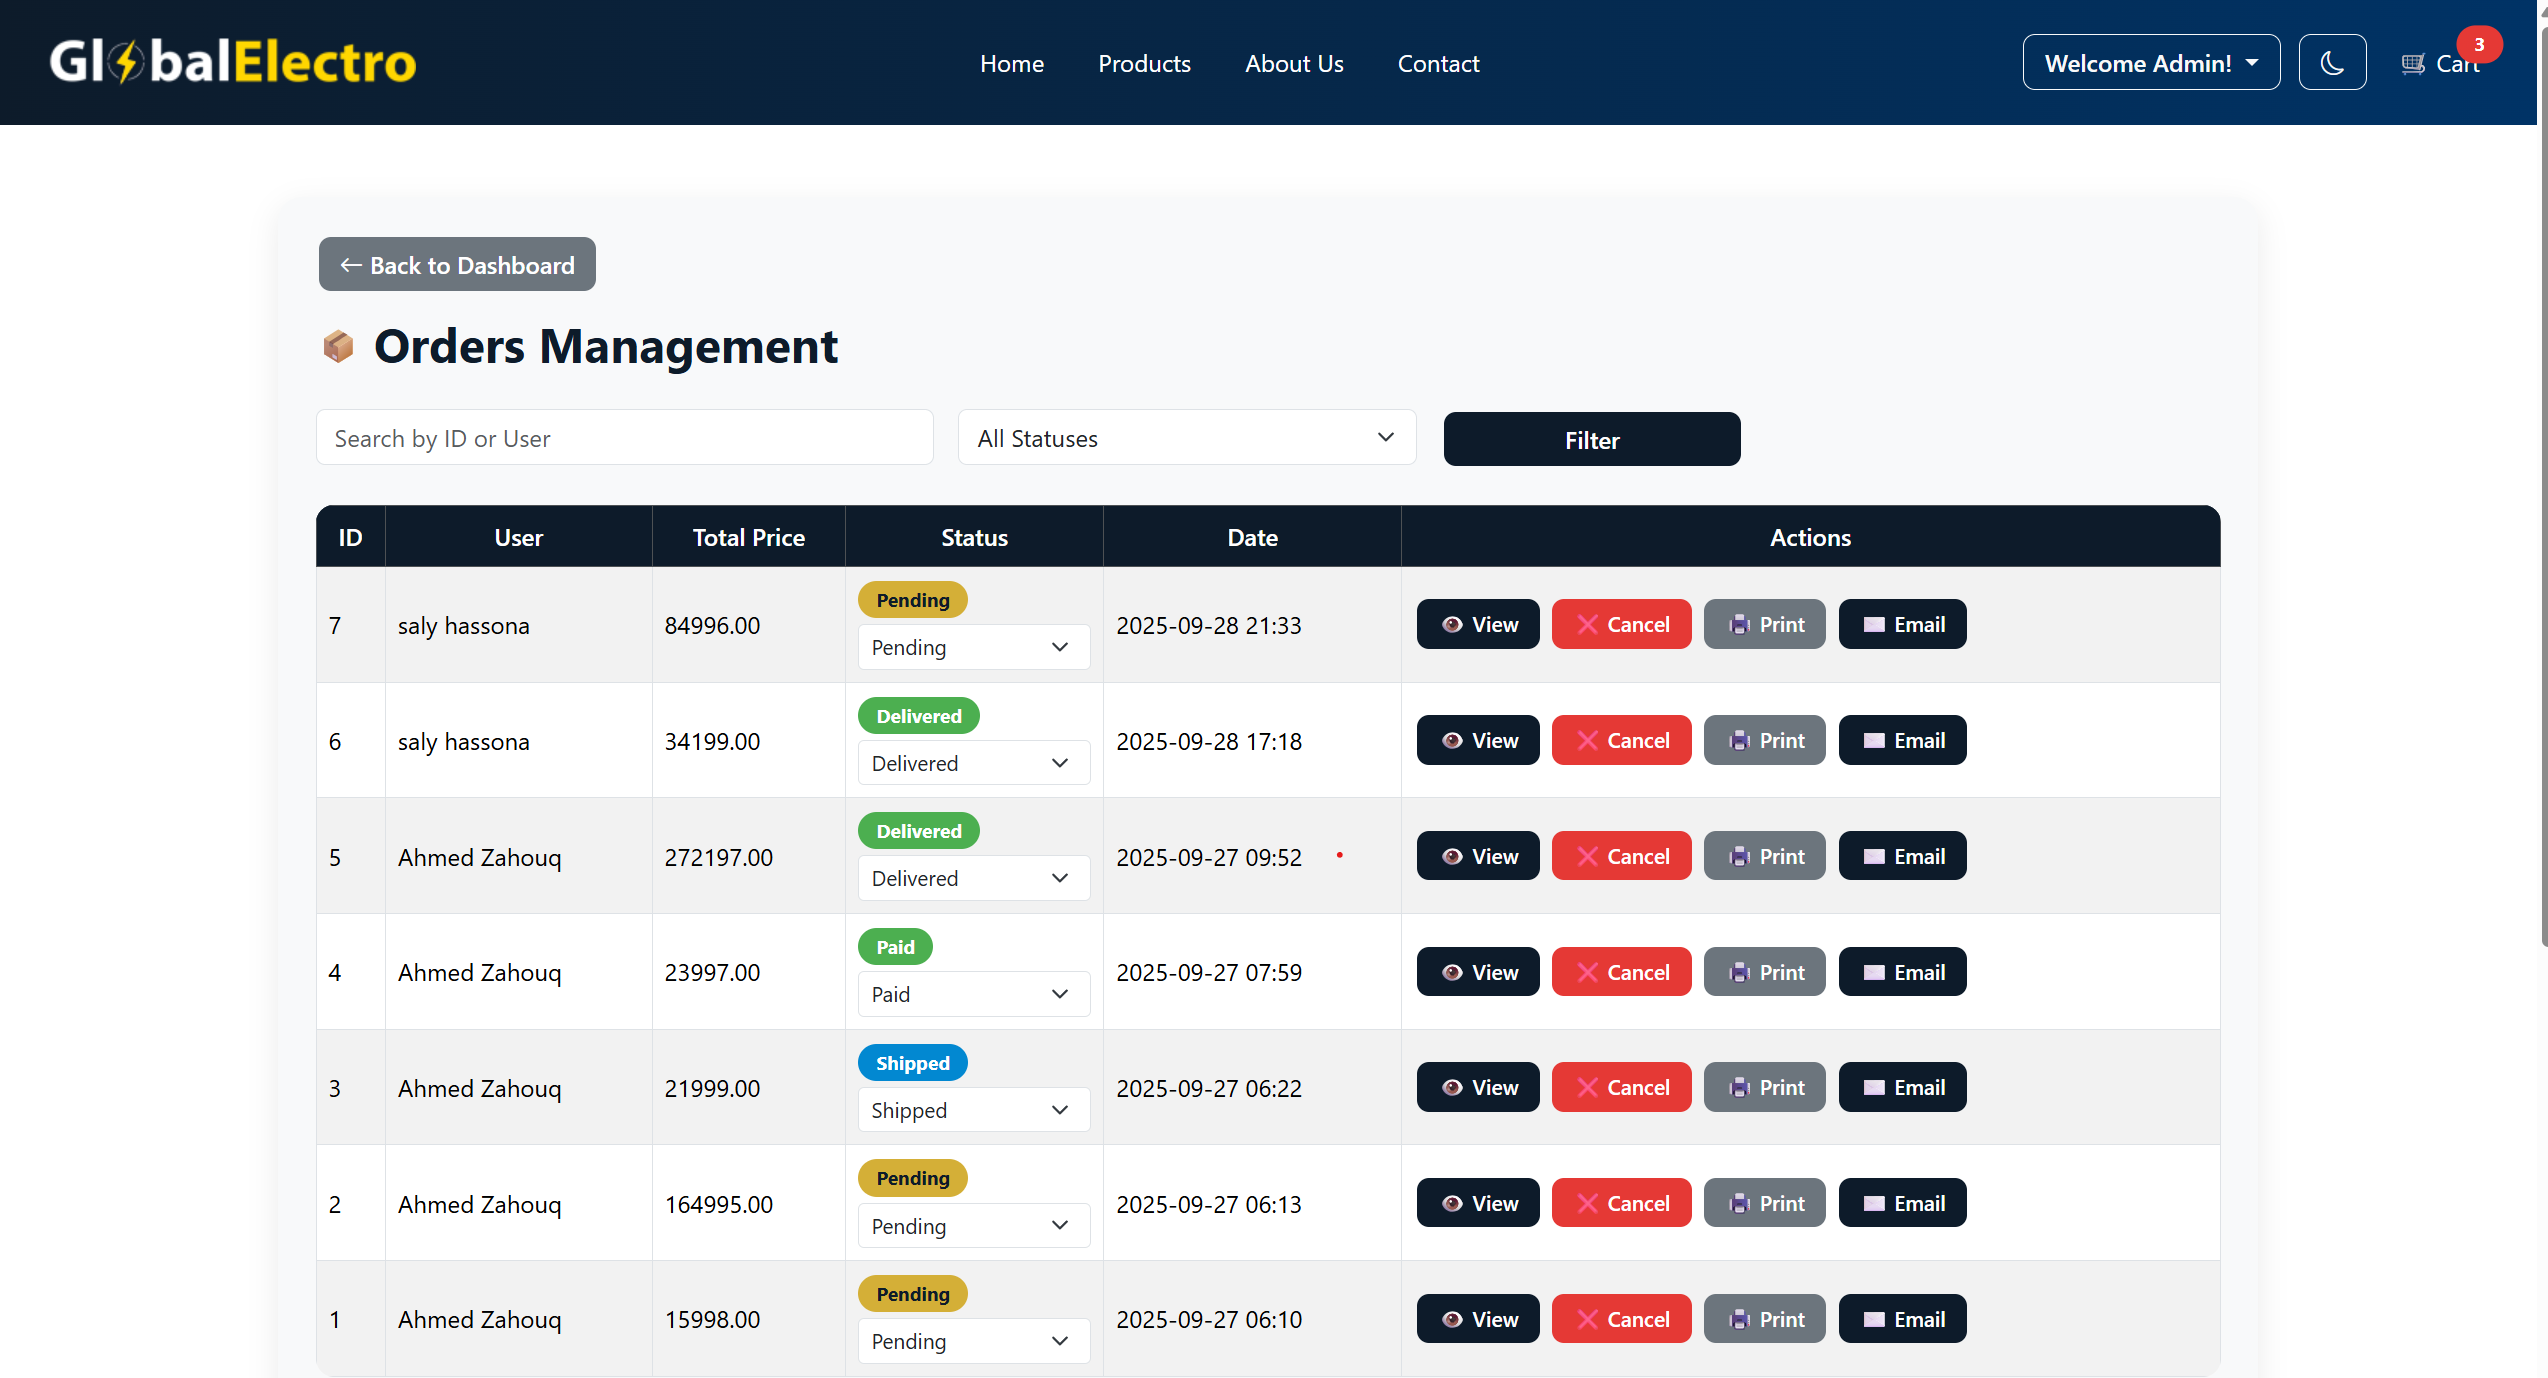 GlobalElectro
Home Products About Us Contact
Welcome Admin! Cart 3
← Back to Dashboard
Orders Management
Search by ID or User All Statuses Filter
ID User Total Price Status Date Actions
Pending
7 saly hassona 84996.00 Pending 2025-09-28 21:33 View Cancel Print Email
Delivered
6 saly hassona 34199.00 Delivered 2025-09-28 17:18 View Cancel Print Email
Delivered
5 Ahmed Zahouq 272197.00 Delivered 2025-09-27 09:52 View Cancel Print Email
Paid
4 Ahmed Zahouq 23997.00 Paid 2025-09-27 07:59 View Cancel Print Email
Shipped
3 Ahmed Zahouq 21999.00 Shipped 2025-09-27 06:22 View Cancel Print Email
Pending
2 Ahmed Zahouq 164995.00 Pending 2025-09-27 06:13 View Cancel Print Email
Pending
1 Ahmed Zahouq 15998.00 Pending 2025-09-27 06:10 View Cancel Print Email